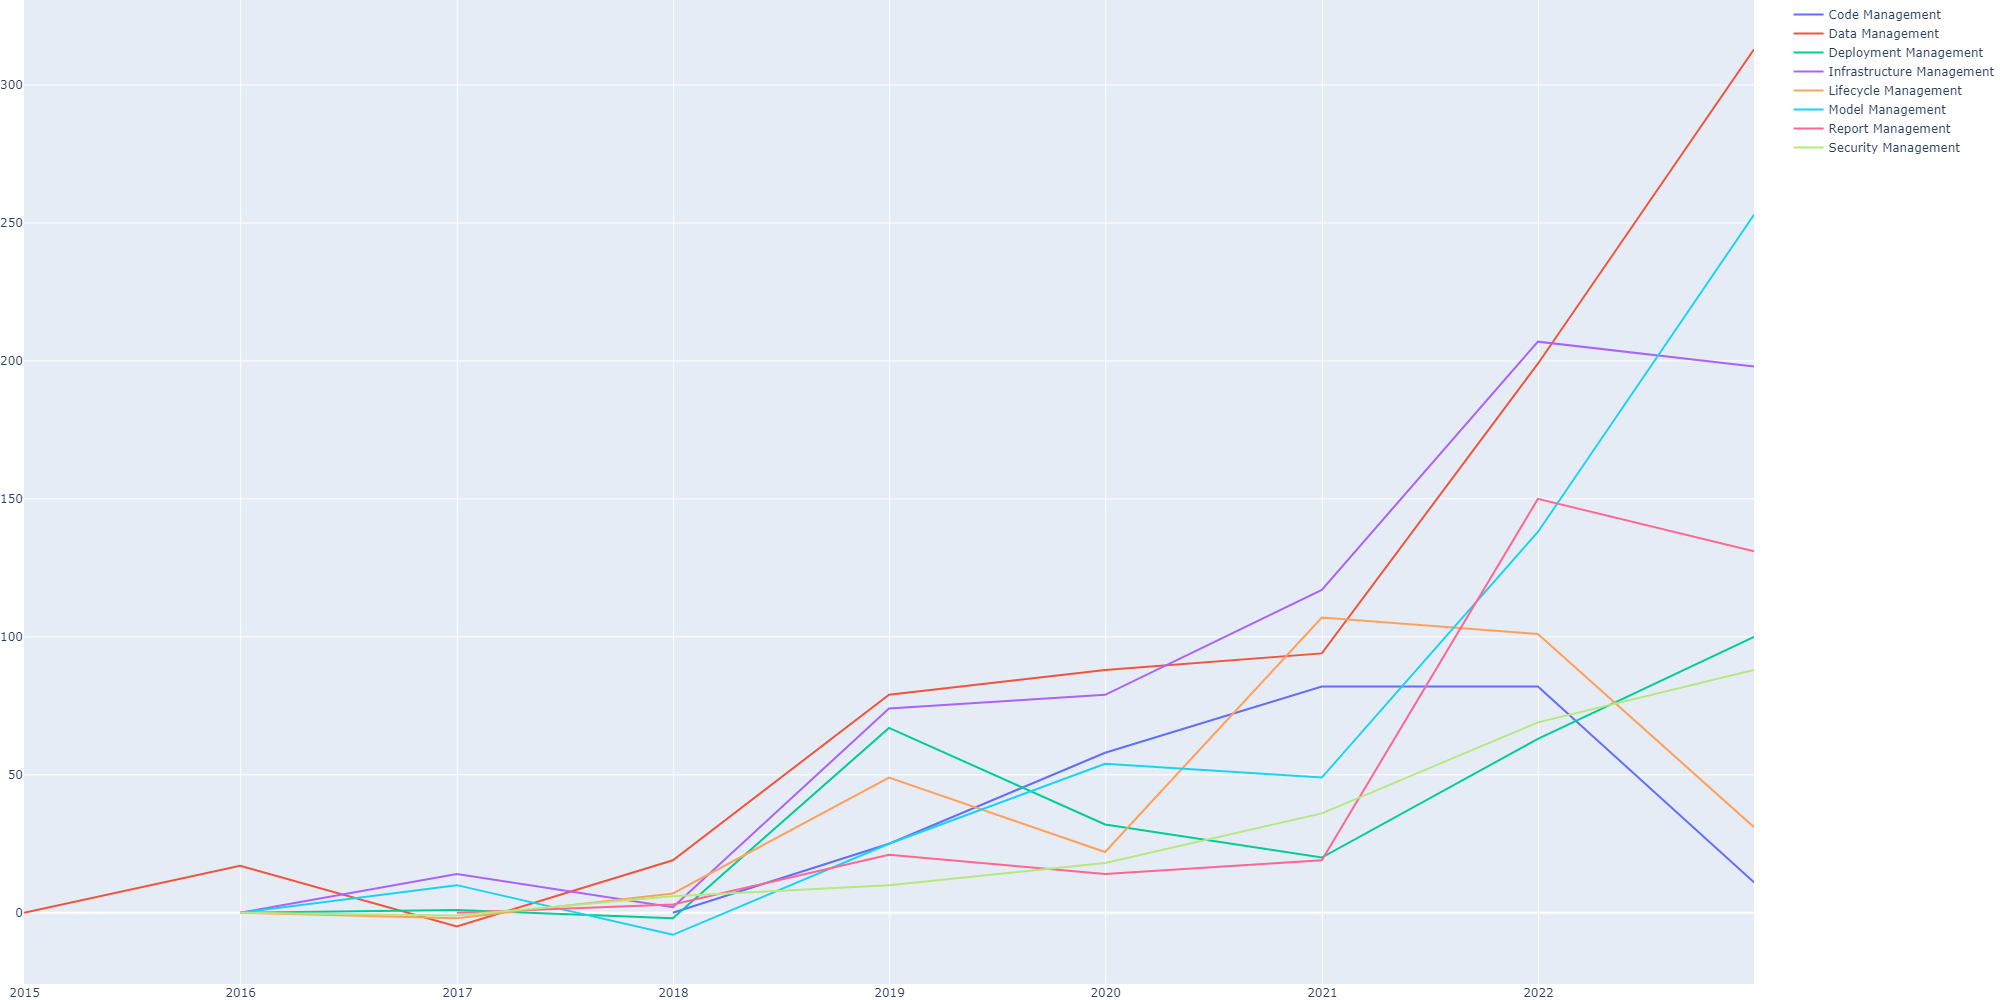 Code Management
Data Management
Deployment Management
Infrastructure Management
Lifecycle Management
Model Management
Report Management
Security Management
300
250
200
150
100
50
0
2015 2016 2017 2018 2019 2020 2021 2022